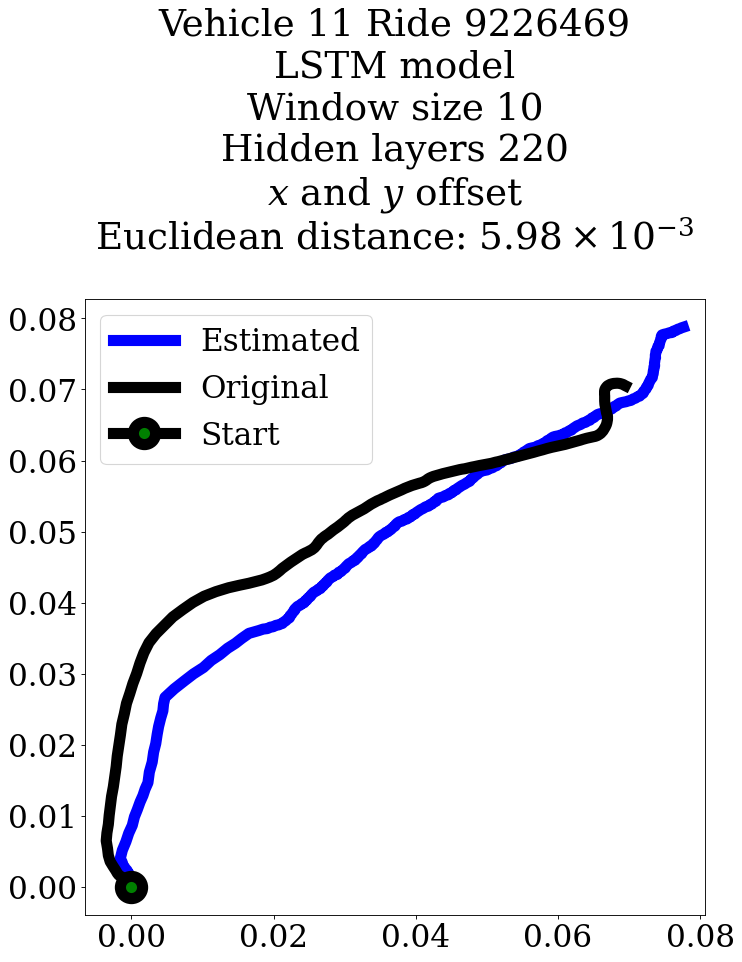 Vehicle 11 Ride 9226469
LSTM model
Window size 10
Hidden layers 220
x and y offset
Euclidean distance: 5.98 × 10⁻³
Estimated
Original
Start
0.08
0.07
0.06
0.05
0.04
0.03
0.02
0.01
0.00
0.00 0.02 0.04 0.06 0.08